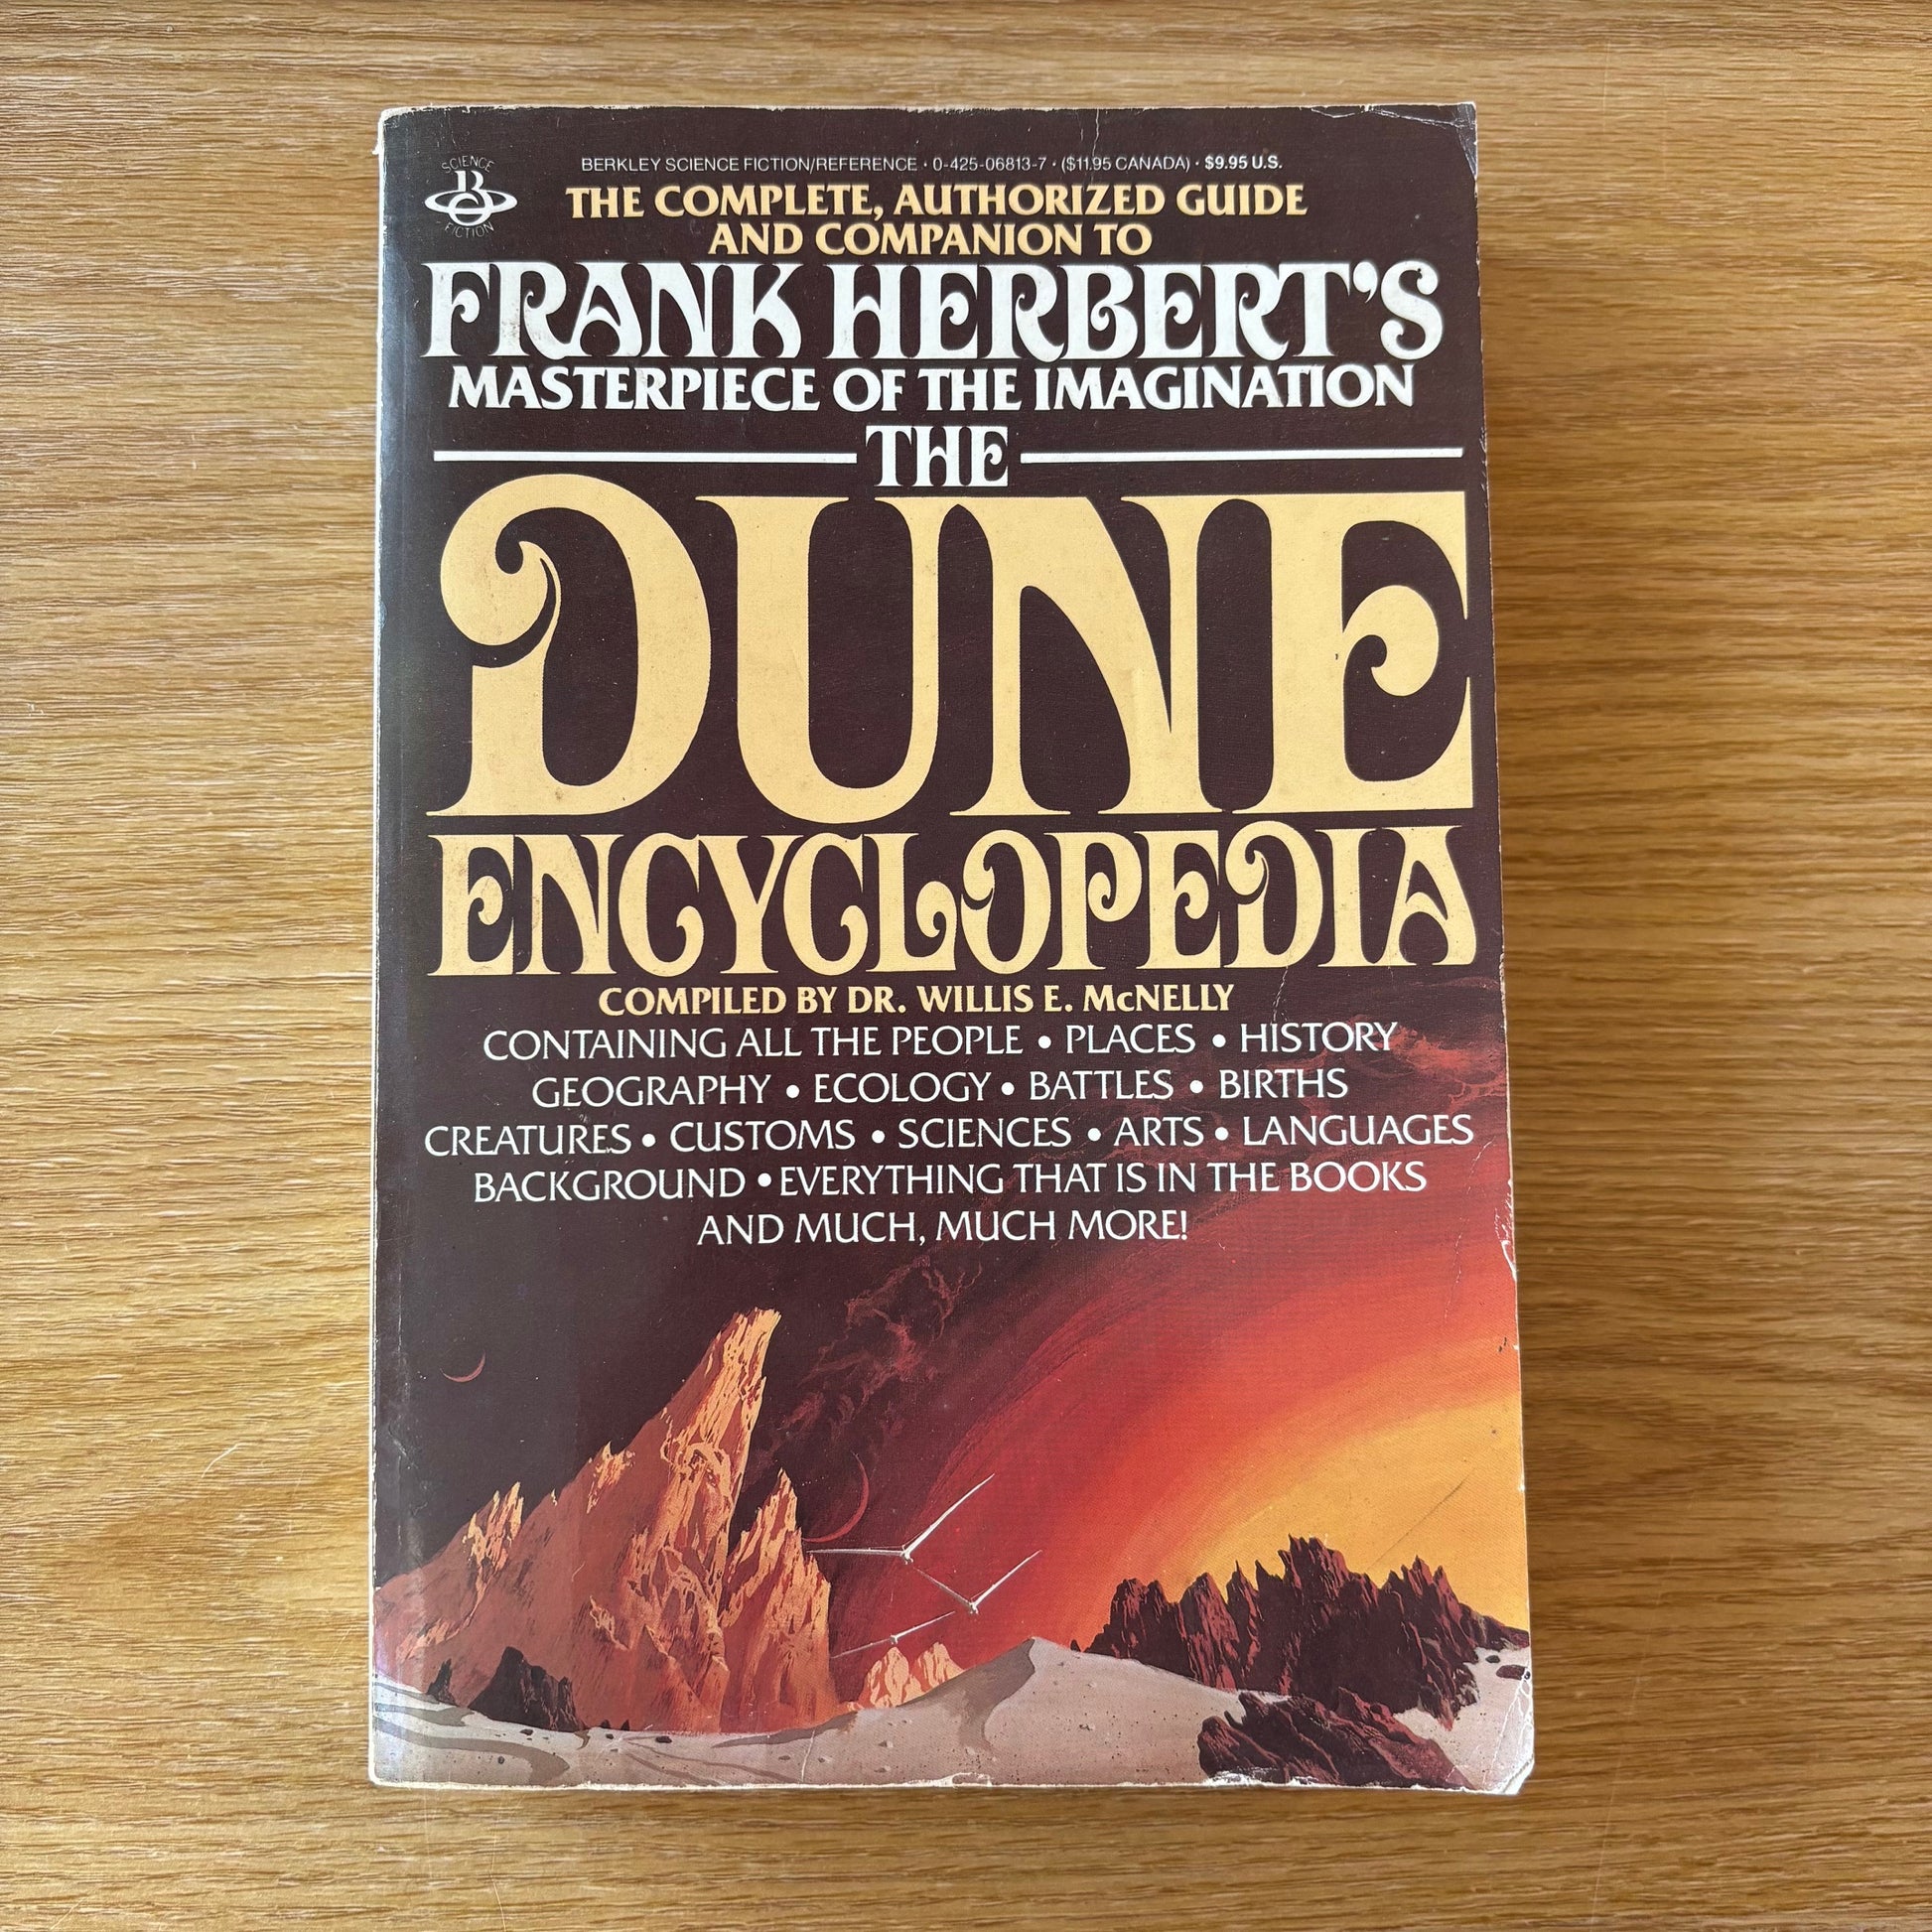 SCIENCE
B
FICTION
BERKLEY SCIENCE FICTION/REFERENCE · 0-425-06813-7 · ($11.95 CANADA) · $9.95 U.S.
THE COMPLETE, AUTHORIZED GUIDE
AND COMPANION TO
FRANK HERBERT'S
MASTERPIECE OF THE IMAGINATION
THE
DUNE
ENCYCLOPEDIA
COMPILED BY DR. WILLIS E. McNELLY
CONTAINING ALL THE PEOPLE • PLACES • HISTORY
GEOGRAPHY • ECOLOGY • BATTLES • BIRTHS
CREATURES • CUSTOMS • SCIENCES • ARTS • LANGUAGES
BACKGROUND • EVERYTHING THAT IS IN THE BOOKS
AND MUCH, MUCH MORE!